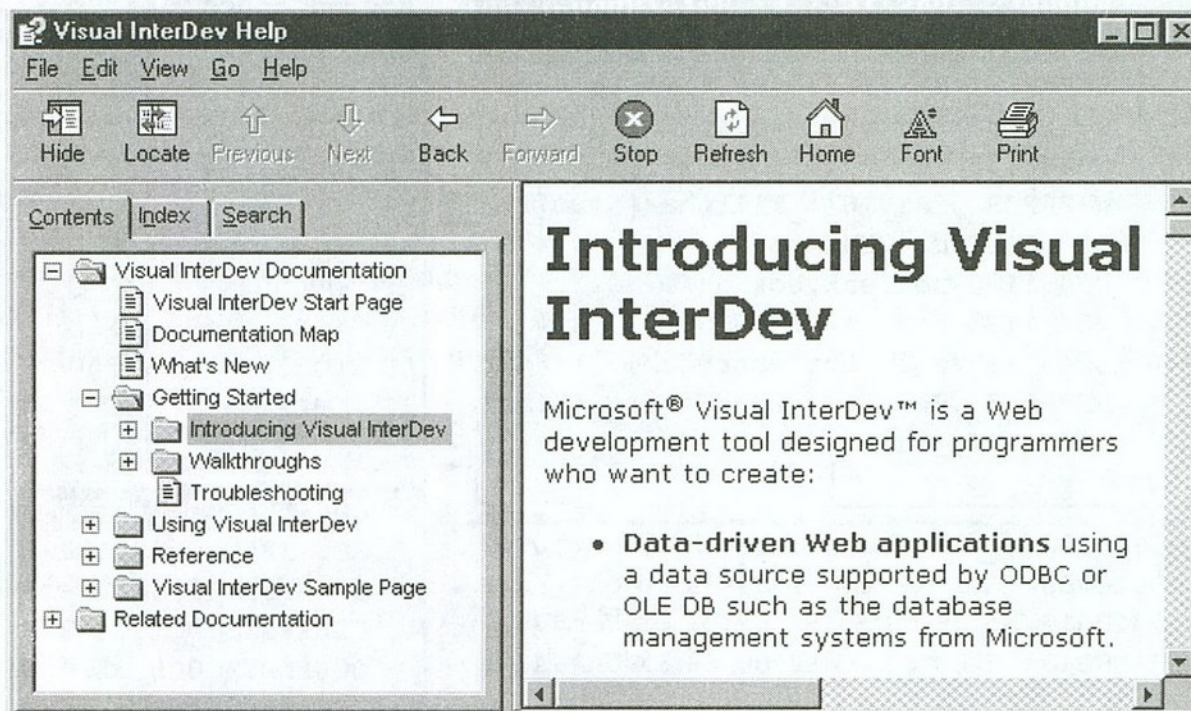 Visual InterDev Help
File Edit View Go Help
Hide Locate Previous Next Back Forward Stop Refresh Home Font Print
Contents Index Search
Visual InterDev Documentation
Visual InterDev Start Page
Documentation Map
What's New
Getting Started
Introducing Visual InterDev
Walkthroughs
Troubleshooting
Using Visual InterDev
Reference
Visual InterDev Sample Page
Related Documentation
Introducing Visual
InterDev
Microsoft® Visual InterDev™ is a Web
development tool designed for programmers
who want to create:
• Data-driven Web applications using
a data source supported by ODBC or
OLE DB such as the database
management systems from Microsoft.